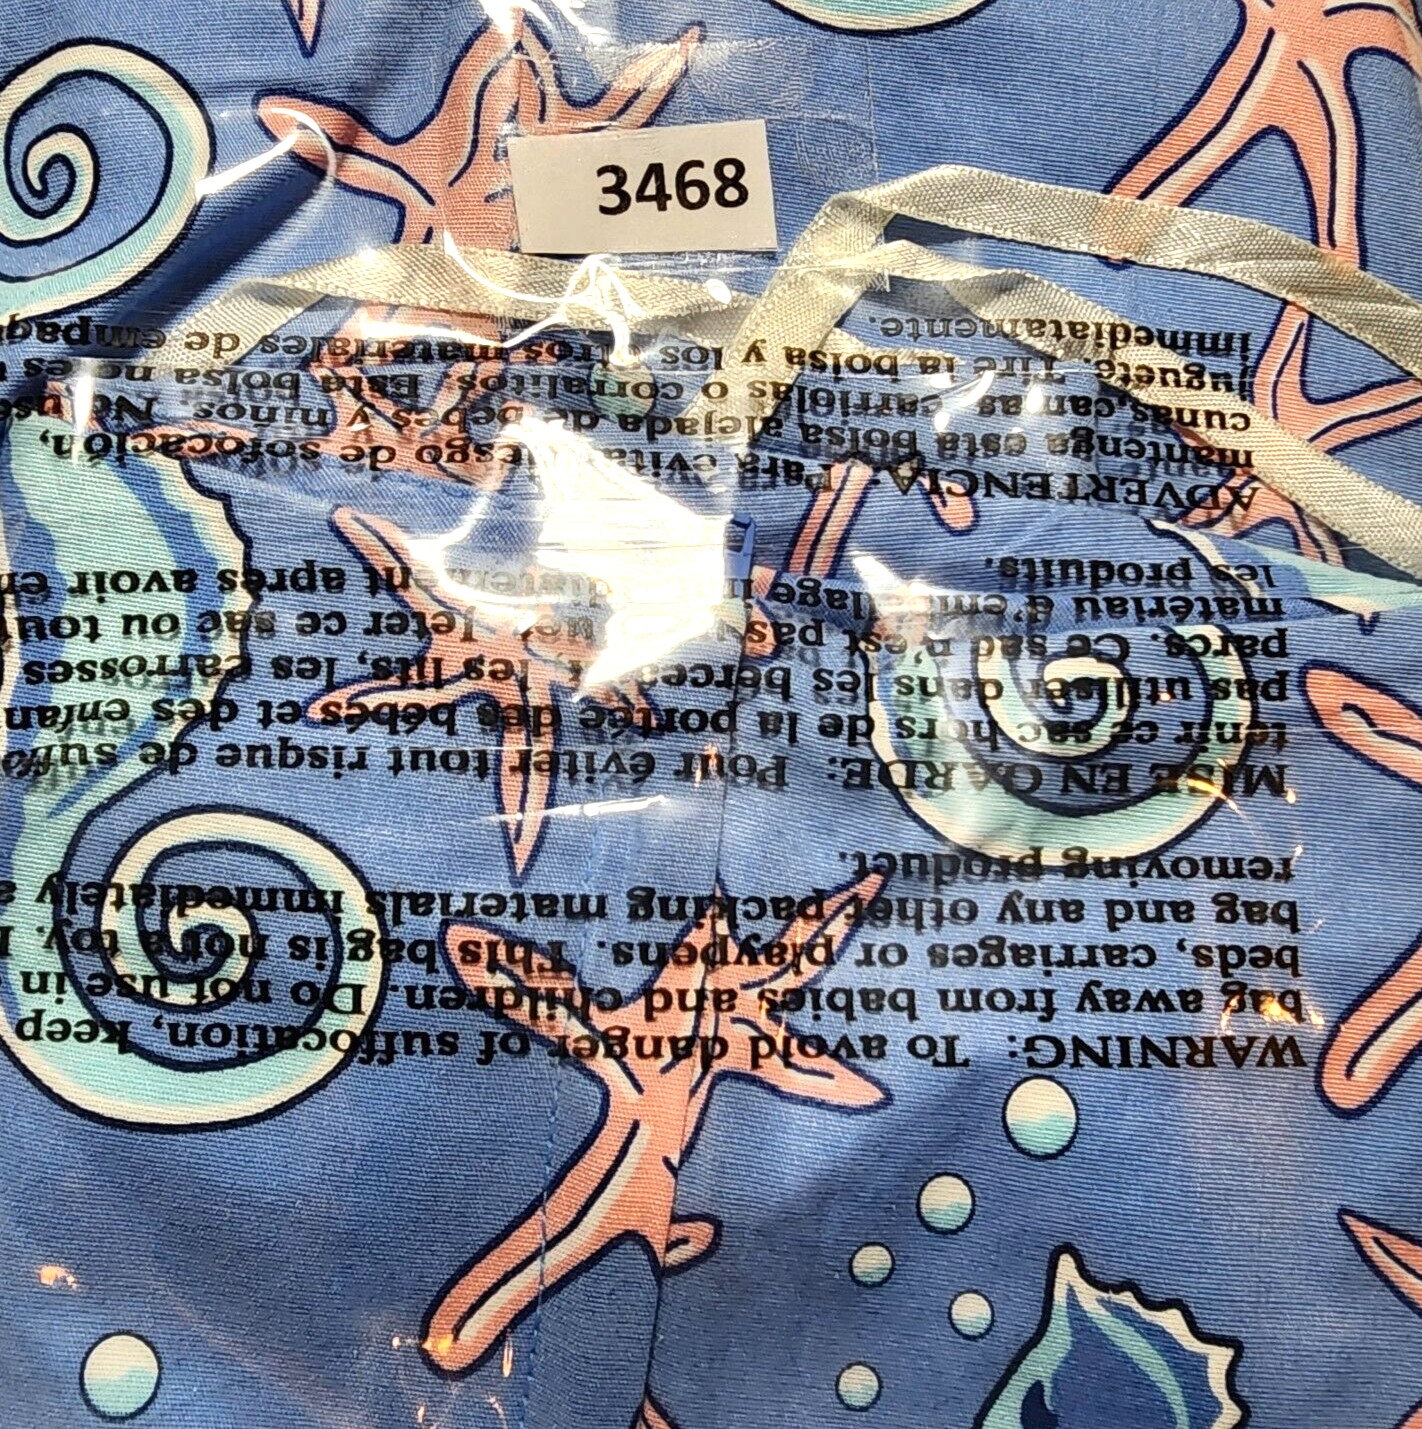 3468
WARNING: To avoid danger of suffocation, keep
bag away from babies and children. Do not use in
beds, carriages or playpens. This bag is not a toy.
bag and any other packing materials immediately
removing product.
MISE EN GARDE: Pour éviter tout risque de
tenir ce sac hors de la portée des bébés et des
pas utiliser dans les berceaux, les lits, les carrosses
parcs. Ce sac n'est pas jouet. Jeter ce sac ou tout
matériau d'emballage immédiatement après avoir
les produits.
ADVERTENCIA: Para evitar riesgo de sofocación,
mantenga esta bolsa alejada de bebés y niños. No
cunas, camas, carriolas o corralitos. Esta bolsa no es
juguete. Tire la bolsa y los otros materiales de
immediatamente.